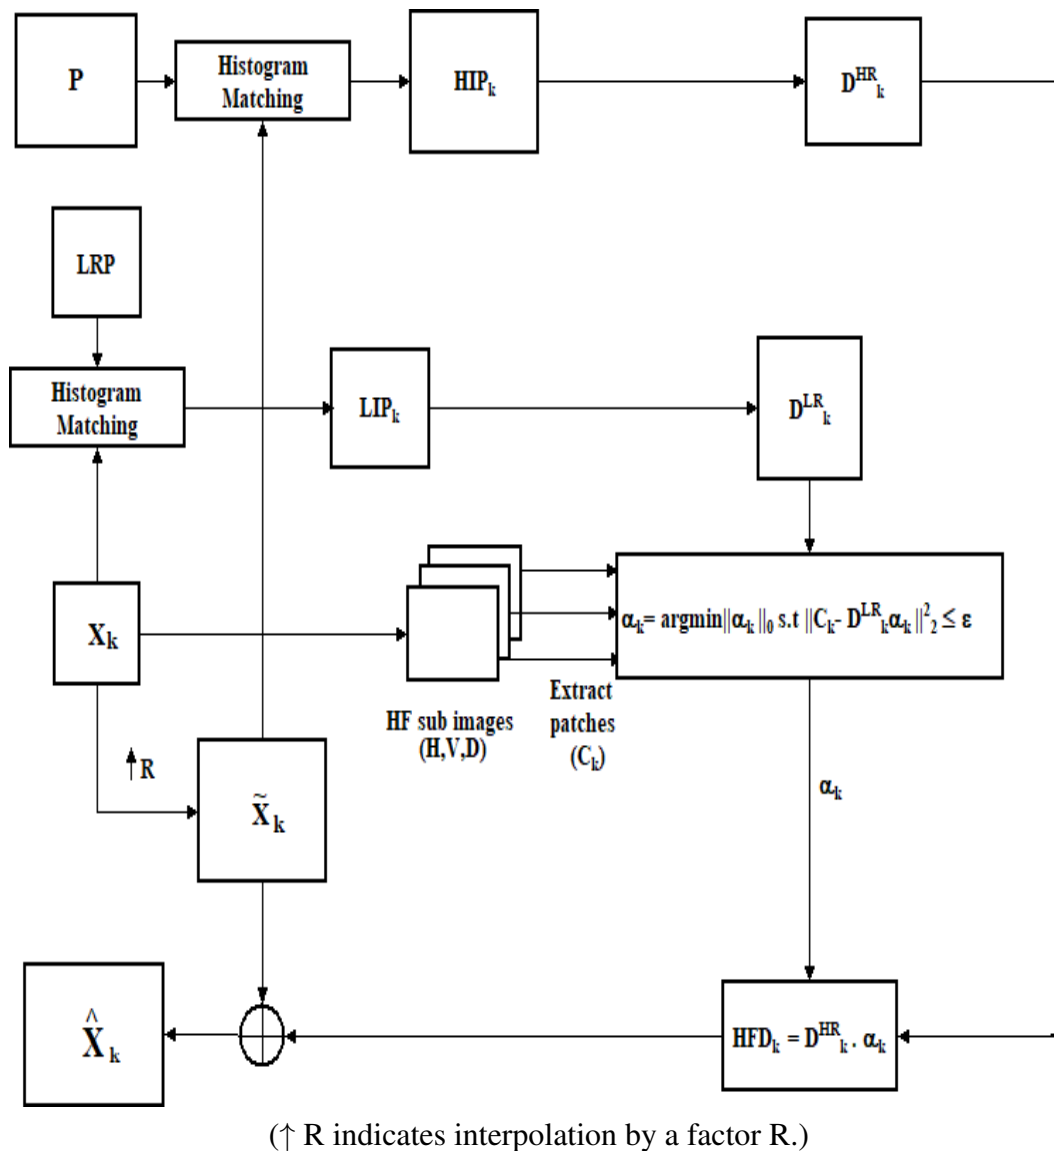 P
Histogram
Matching
HIPₖ
Dᴴᴿₖ
LRP
Histogram
Matching
LIPₖ
Dᴸᴿₖ
Xₖ
HF sub images
(H,V,D)
Extract
patches
(Cₖ)
αₖ= argmin||αₖ||₀ s.t ||Cₖ- Dᴸᴿₖαₖ||²₂ ≤ ε
R
X̃ₖ
αₖ
X̂ₖ
HFDₖ = Dᴴᴿₖ . αₖ
(↑ R indicates interpolation by a factor R.)